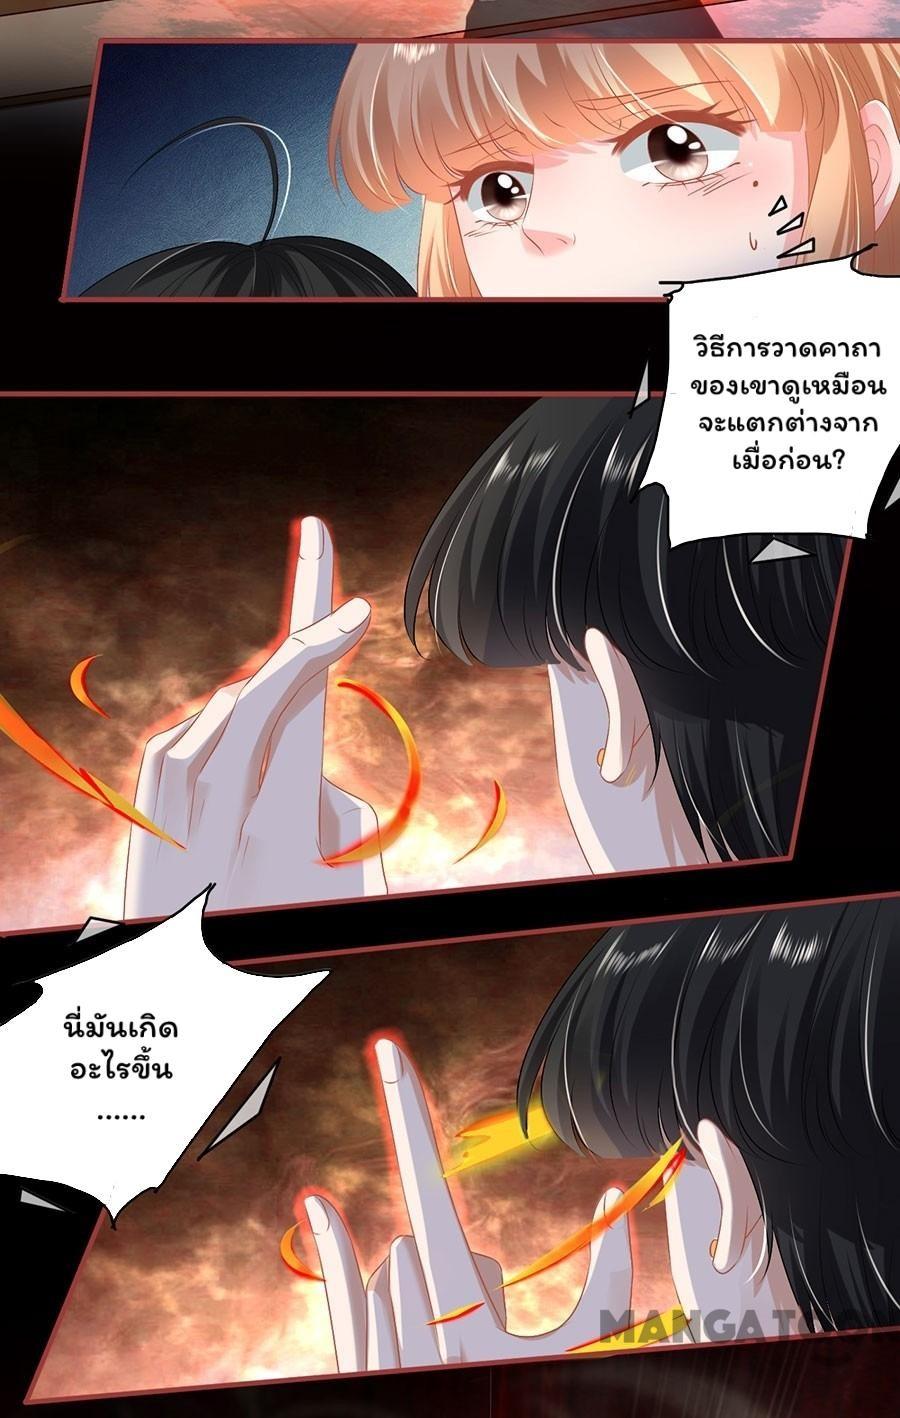 วิธีการวาดคาถา
ของเขาดูเหมือน
จะแตกต่างจาก
เมื่อก่อน?
นี่มันเกิด
อะไรขึ้น
......
MANGATOON